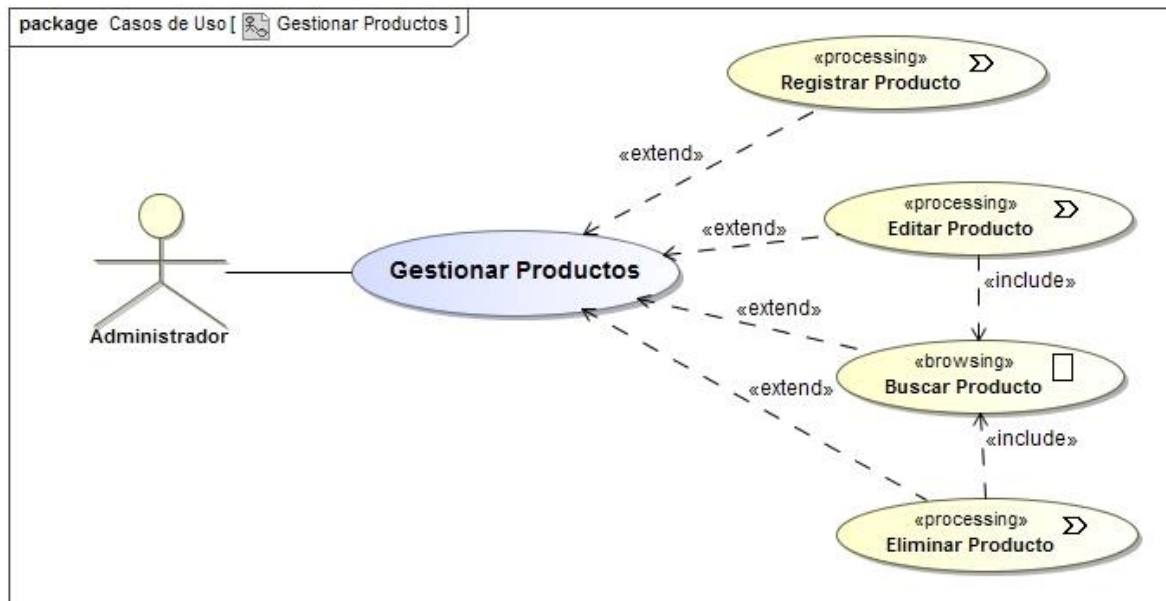 package Casos de Uso [ Gestionar Productos ]
«processing»
Registrar Producto
«extend»
«processing»
Editar Producto
«extend»
Gestionar Productos
«include»
Administrador
«extend»
«browsing»
Buscar Producto
«extend»
«include»
«processing»
Eliminar Producto